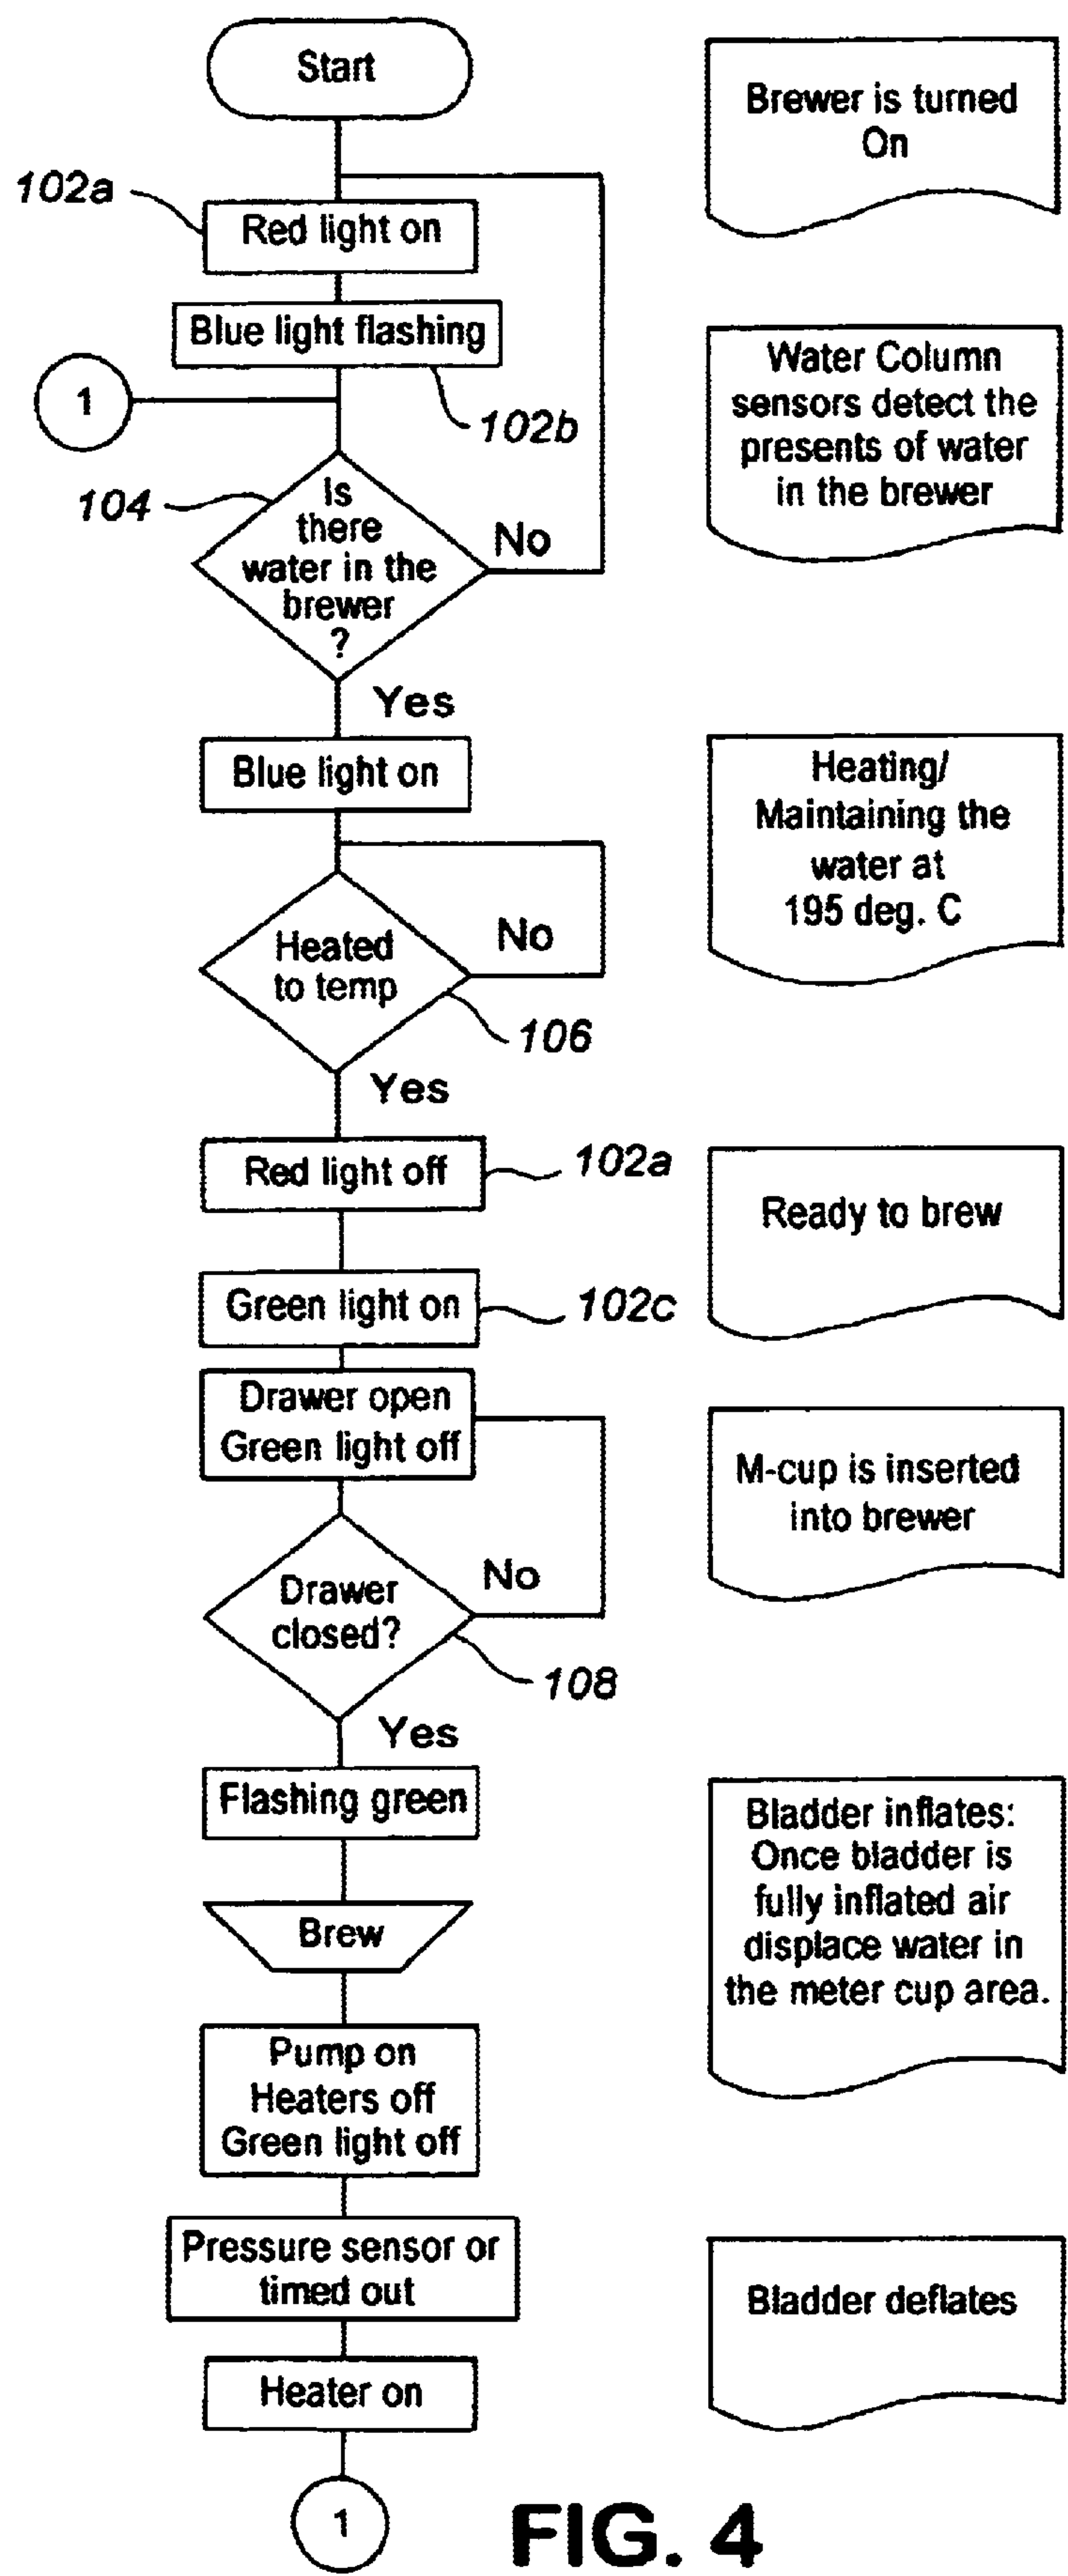 Start
Brewer is turned
On
102a
Red light on
Blue light flashing
1
102b
Water Column
sensors detect the
presents of water
in the brewer
104
Is
there
water in the
brewer
?
No
Yes
Blue light on
Heating/
Maintaining the
water at
195 deg. C
Heated
to temp
No
106
Yes
Red light off
102a
Ready to brew
Green light on
102c
Drawer open
Green light off
M-cup is inserted
into brewer
Drawer
closed?
No
108
Yes
Flashing green
Bladder inflates:
Once bladder is
fully inflated air
displace water in
the meter cup area.
Brew
Pump on
Heaters off
Green light off
Pressure sensor or
timed out
Bladder deflates
Heater on
1
FIG. 4